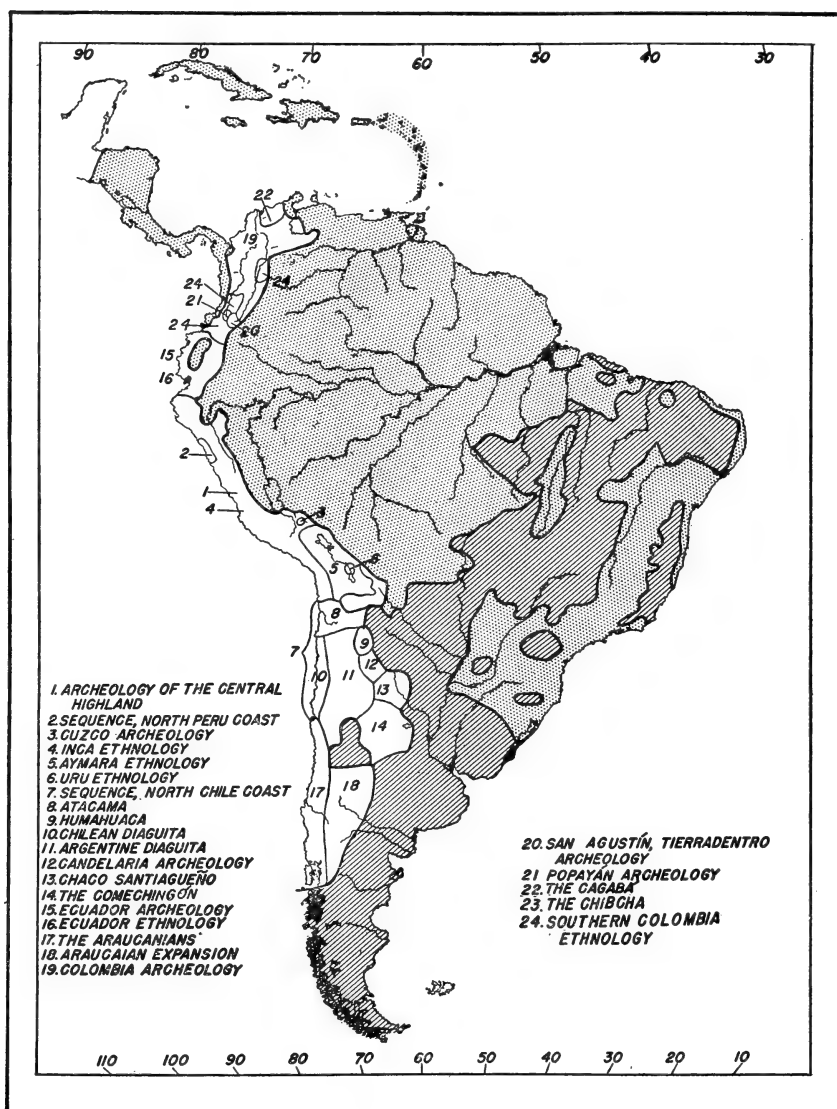 90 80 70 60 50 40 30
22
19
24
23
21
24
20
15
16
2
1
4
3
6
5
8
7
9
12
10
11
13
14
17
18
1. ARCHEOLOGY OF THE CENTRAL
HIGHLAND
2. SEQUENCE, NORTH PERU COAST
3. CUZCO ARCHEOLOGY
4. INCA ETHNOLOGY
5. AYMARA ETHNOLOGY
6. URU ETHNOLOGY
7. SEQUENCE, NORTH CHILE COAST
8. ATACAMA
9. HUMAHUACA
10. CHILEAN DIAGUITA
11. ARGENTINE DIAGUITA
12. CANDELARIA ARCHEOLOGY
13. CHACO SANTIAGUEÑO
14. THE COMECHINGÓN
15. ECUADOR ARCHEOLOGY
16. ECUADOR ETHNOLOGY
17. THE ARAUCANIANS
18. ARAUCAIAN EXPANSION
19. COLOMBIA ARCHEOLOGY
20. SAN AGUSTÍN, TIERRADENTRO
ARCHEOLOGY
21 POPAYÁN ARCHEOLOGY
22. THE CAGABA
23. THE CHIBCHA
24. SOUTHERN COLOMBIA
ETHNOLOGY
110 100 90 80 70 60 50 40 30 20 10